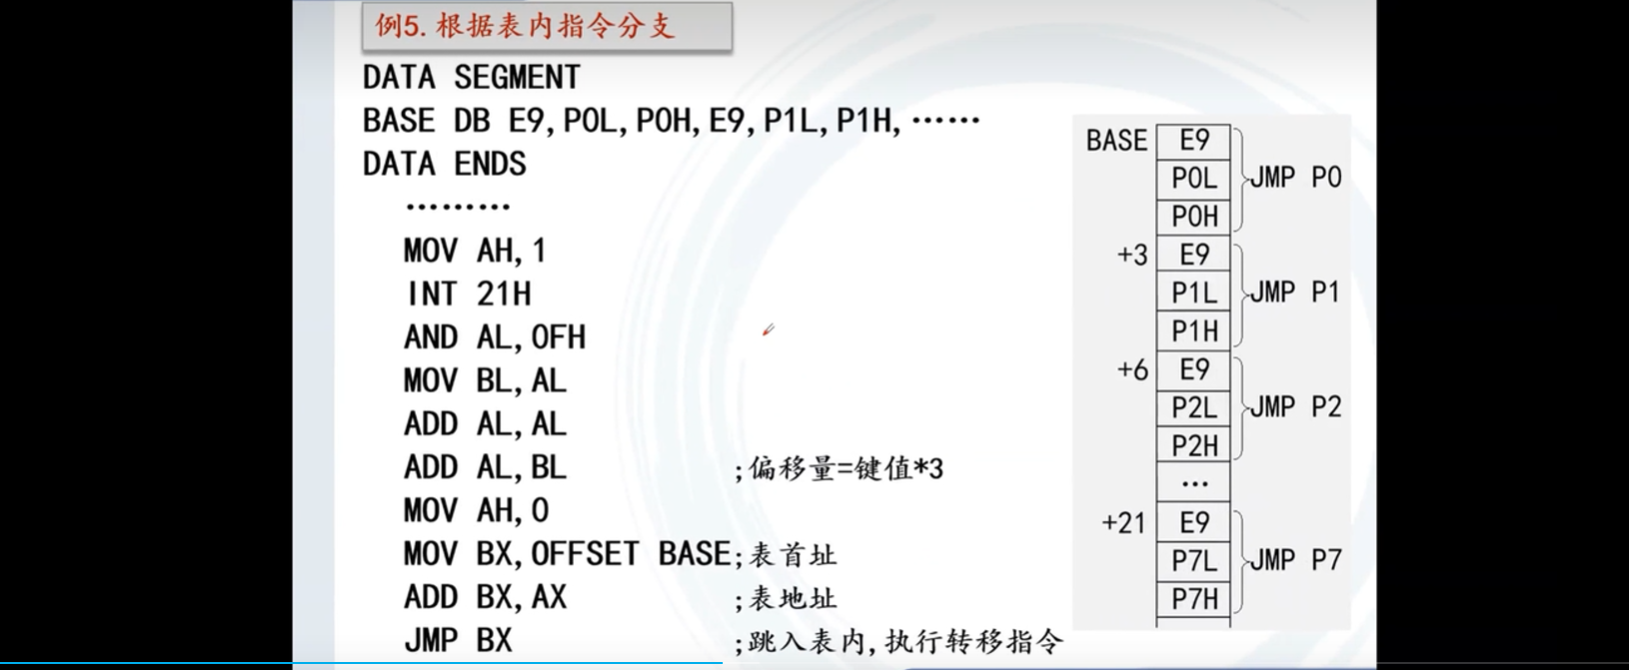 例5. 根据表内指令分支
DATA SEGMENT
BASE DB E9, P0L, P0H, E9, P1L, P1H, ……
DATA ENDS
………
MOV AH, 1
INT 21H
AND AL, 0FH
MOV BL, AL
ADD AL, AL
ADD AL, BL ;偏移量=键值*3
MOV AH, 0
MOV BX, OFFSET BASE ;表首址
ADD BX, AX ;表地址
JMP BX ;跳入表内, 执行转移指令
BASE E9
P0L JMP P0
P0H
+3 E9
P1L JMP P1
P1H
+6 E9
P2L JMP P2
P2H
…
+21 E9
P7L JMP P7
P7H